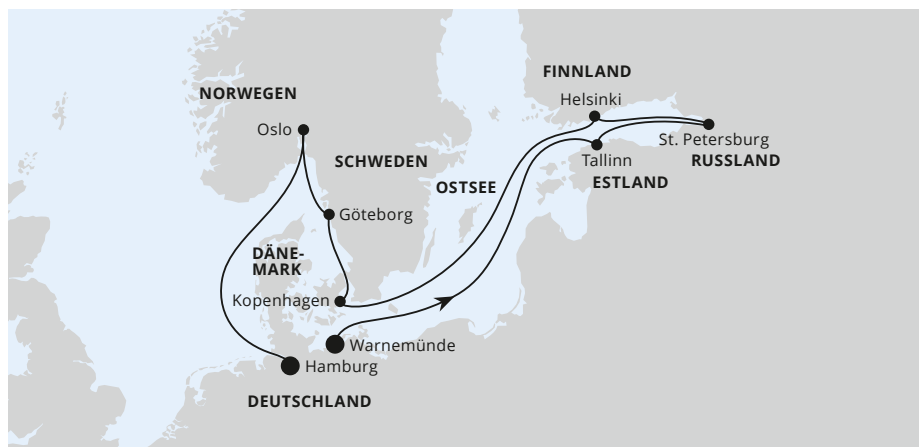 FINNLAND
NORWEGEN
Helsinki
Oslo
St. Petersburg
SCHWEDEN
Tallinn
RUSSLAND
ESTLAND
OSTSEE
Göteborg
DÄNE-
MARK
Kopenhagen
Warnemünde
Hamburg
DEUTSCHLAND